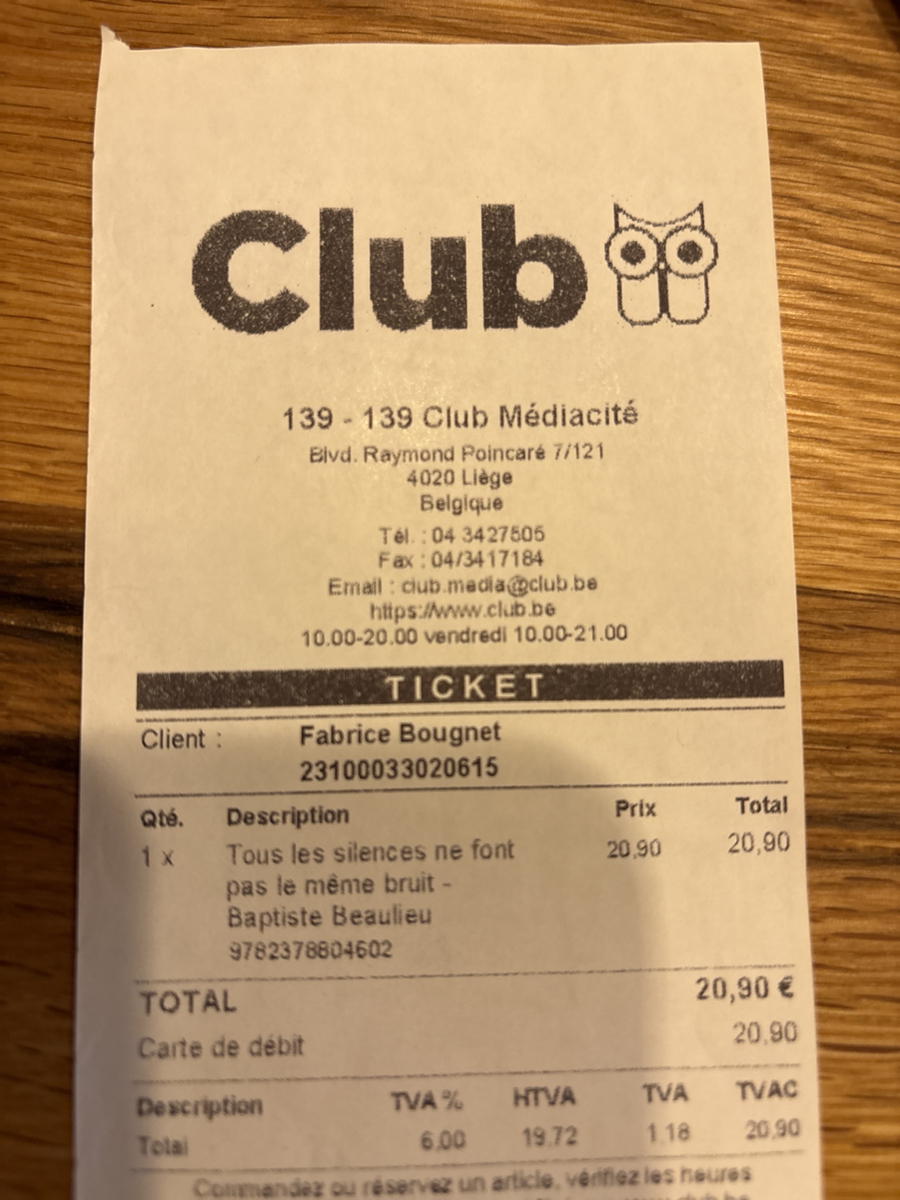 Club
139 - 139 Club Médiacité
Blvd. Raymond Poincaré 7/121
4020 Liège
Belgique
Tél. : 04 3427505
Fax : 04/3417184
Email : club.media@club.be
https://www.club.be
10.00-20.00 vendredi 10.00-21.00
TICKET
Client : Fabrice Bougnet
23100033020615
Qté. Description Prix Total
1 x Tous les silences ne font 20,90 20,90
pas le même bruit -
Baptiste Beaulieu
9782378804602
TOTAL 20,90 €
Carte de débit 20,90
Description TVA % HTVA TVA TVAC
Total 6,00 19,72 1,18 20,90
Commandez ou réservez un article, vérifiez les heures